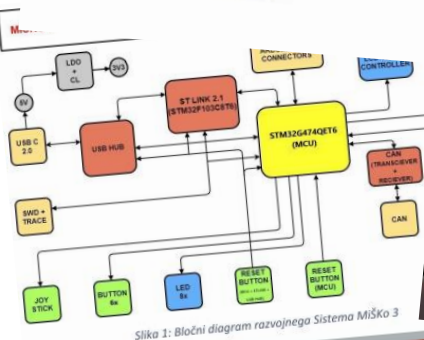 LDO
+
CL
3V3
5V
CONNECTORS
CONTROLLER
ST LINK 2.1
(STM32F103C8T6)
STM32G474QET6
(MCU)
USB C
2.0
USB HUB
CAN
(TRANSCIEVER
+
RECIEVER)
CAN
SWD +
TRACE
JOY
STICK
BUTTON
6x
LED
8x
RESET
BUTTON
RESET
BUTTON
(MCU)
Slika 1: Bločni diagram razvojnega Sistema MiŠKo 3